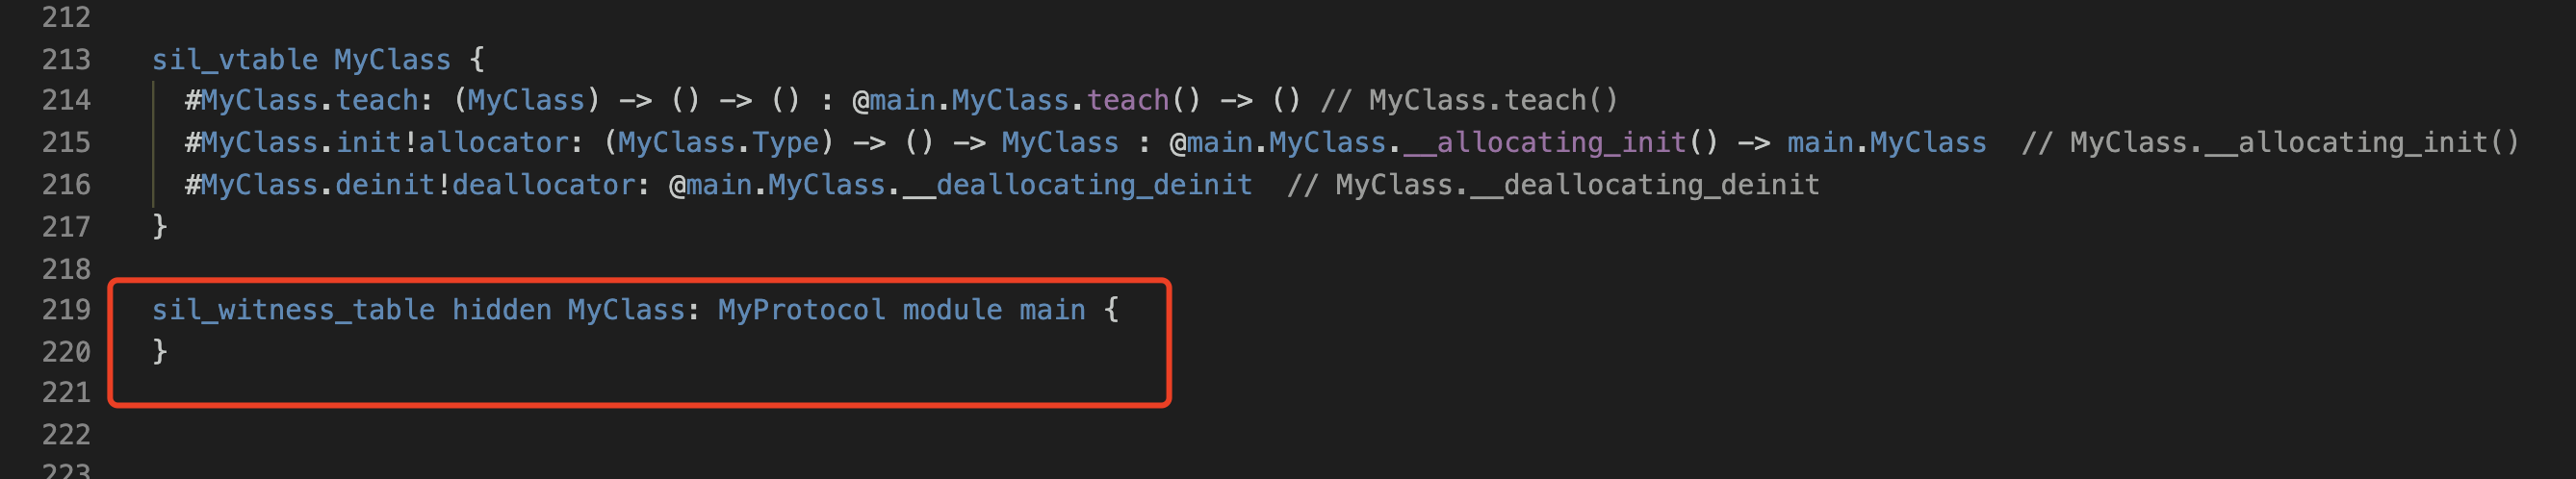 212
213 sil_vtable MyClass {
214 #MyClass.teach: (MyClass) -> () -> () : @main.MyClass.teach() -> () // MyClass.teach()
215 #MyClass.init!allocator: (MyClass.Type) -> () -> MyClass : @main.MyClass.__allocating_init() -> main.MyClass // MyClass.__allocating_init()
216 #MyClass.deinit!deallocator: @main.MyClass.__deallocating_deinit // MyClass.__deallocating_deinit
217 }
218
219 sil_witness_table hidden MyClass: MyProtocol module main {
220 }
221
222
223